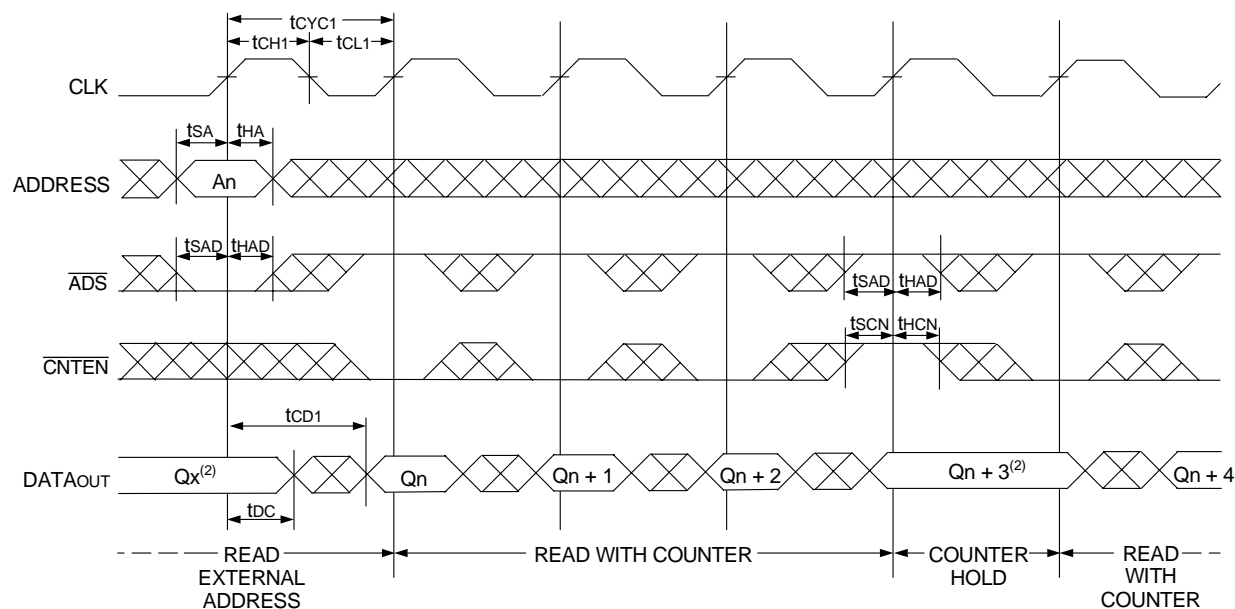 tCYC1
tCH1 tCL1
CLK
tSA tHA
ADDRESS An
tSAD tHAD
ADS
tSAD tHAD
tSCN tHCN
CNTEN
tCD1
DATAOUT Qx(2) Qn Qn + 1 Qn + 2 Qn + 3(2) Qn + 4
tDC
READ EXTERNAL ADDRESS
READ WITH COUNTER
COUNTER HOLD
READ WITH COUNTER